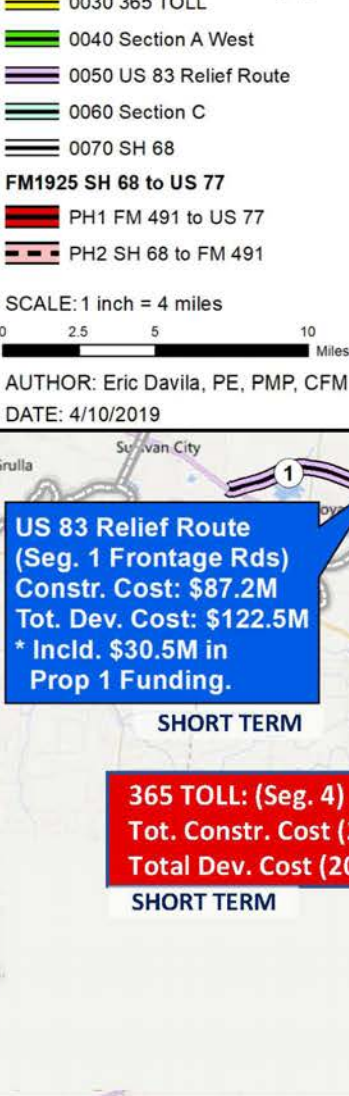 0030 365 TOLL
0040 Section A West
0050 US 83 Relief Route
0060 Section C
0070 SH 68
FM1925 SH 68 to US 77
PH1 FM 491 to US 77
PH2 SH 68 to FM 491
SCALE: 1 inch = 4 miles
0 2.5 5 10
Miles
AUTHOR: Eric Davila, PE, PMP, CFM
DATE: 4/10/2019
Sullivan City
1
US 83 Relief Route
(Seg. 1 Frontage Rds)
Constr. Cost: $87.2M
Tot. Dev. Cost: $122.5M
* Incld. $30.5M in
Prop 1 Funding.
SHORT TERM
365 TOLL: (Seg. 4)
Tot. Constr. Cost (
Total Dev. Cost (20
SHORT TERM